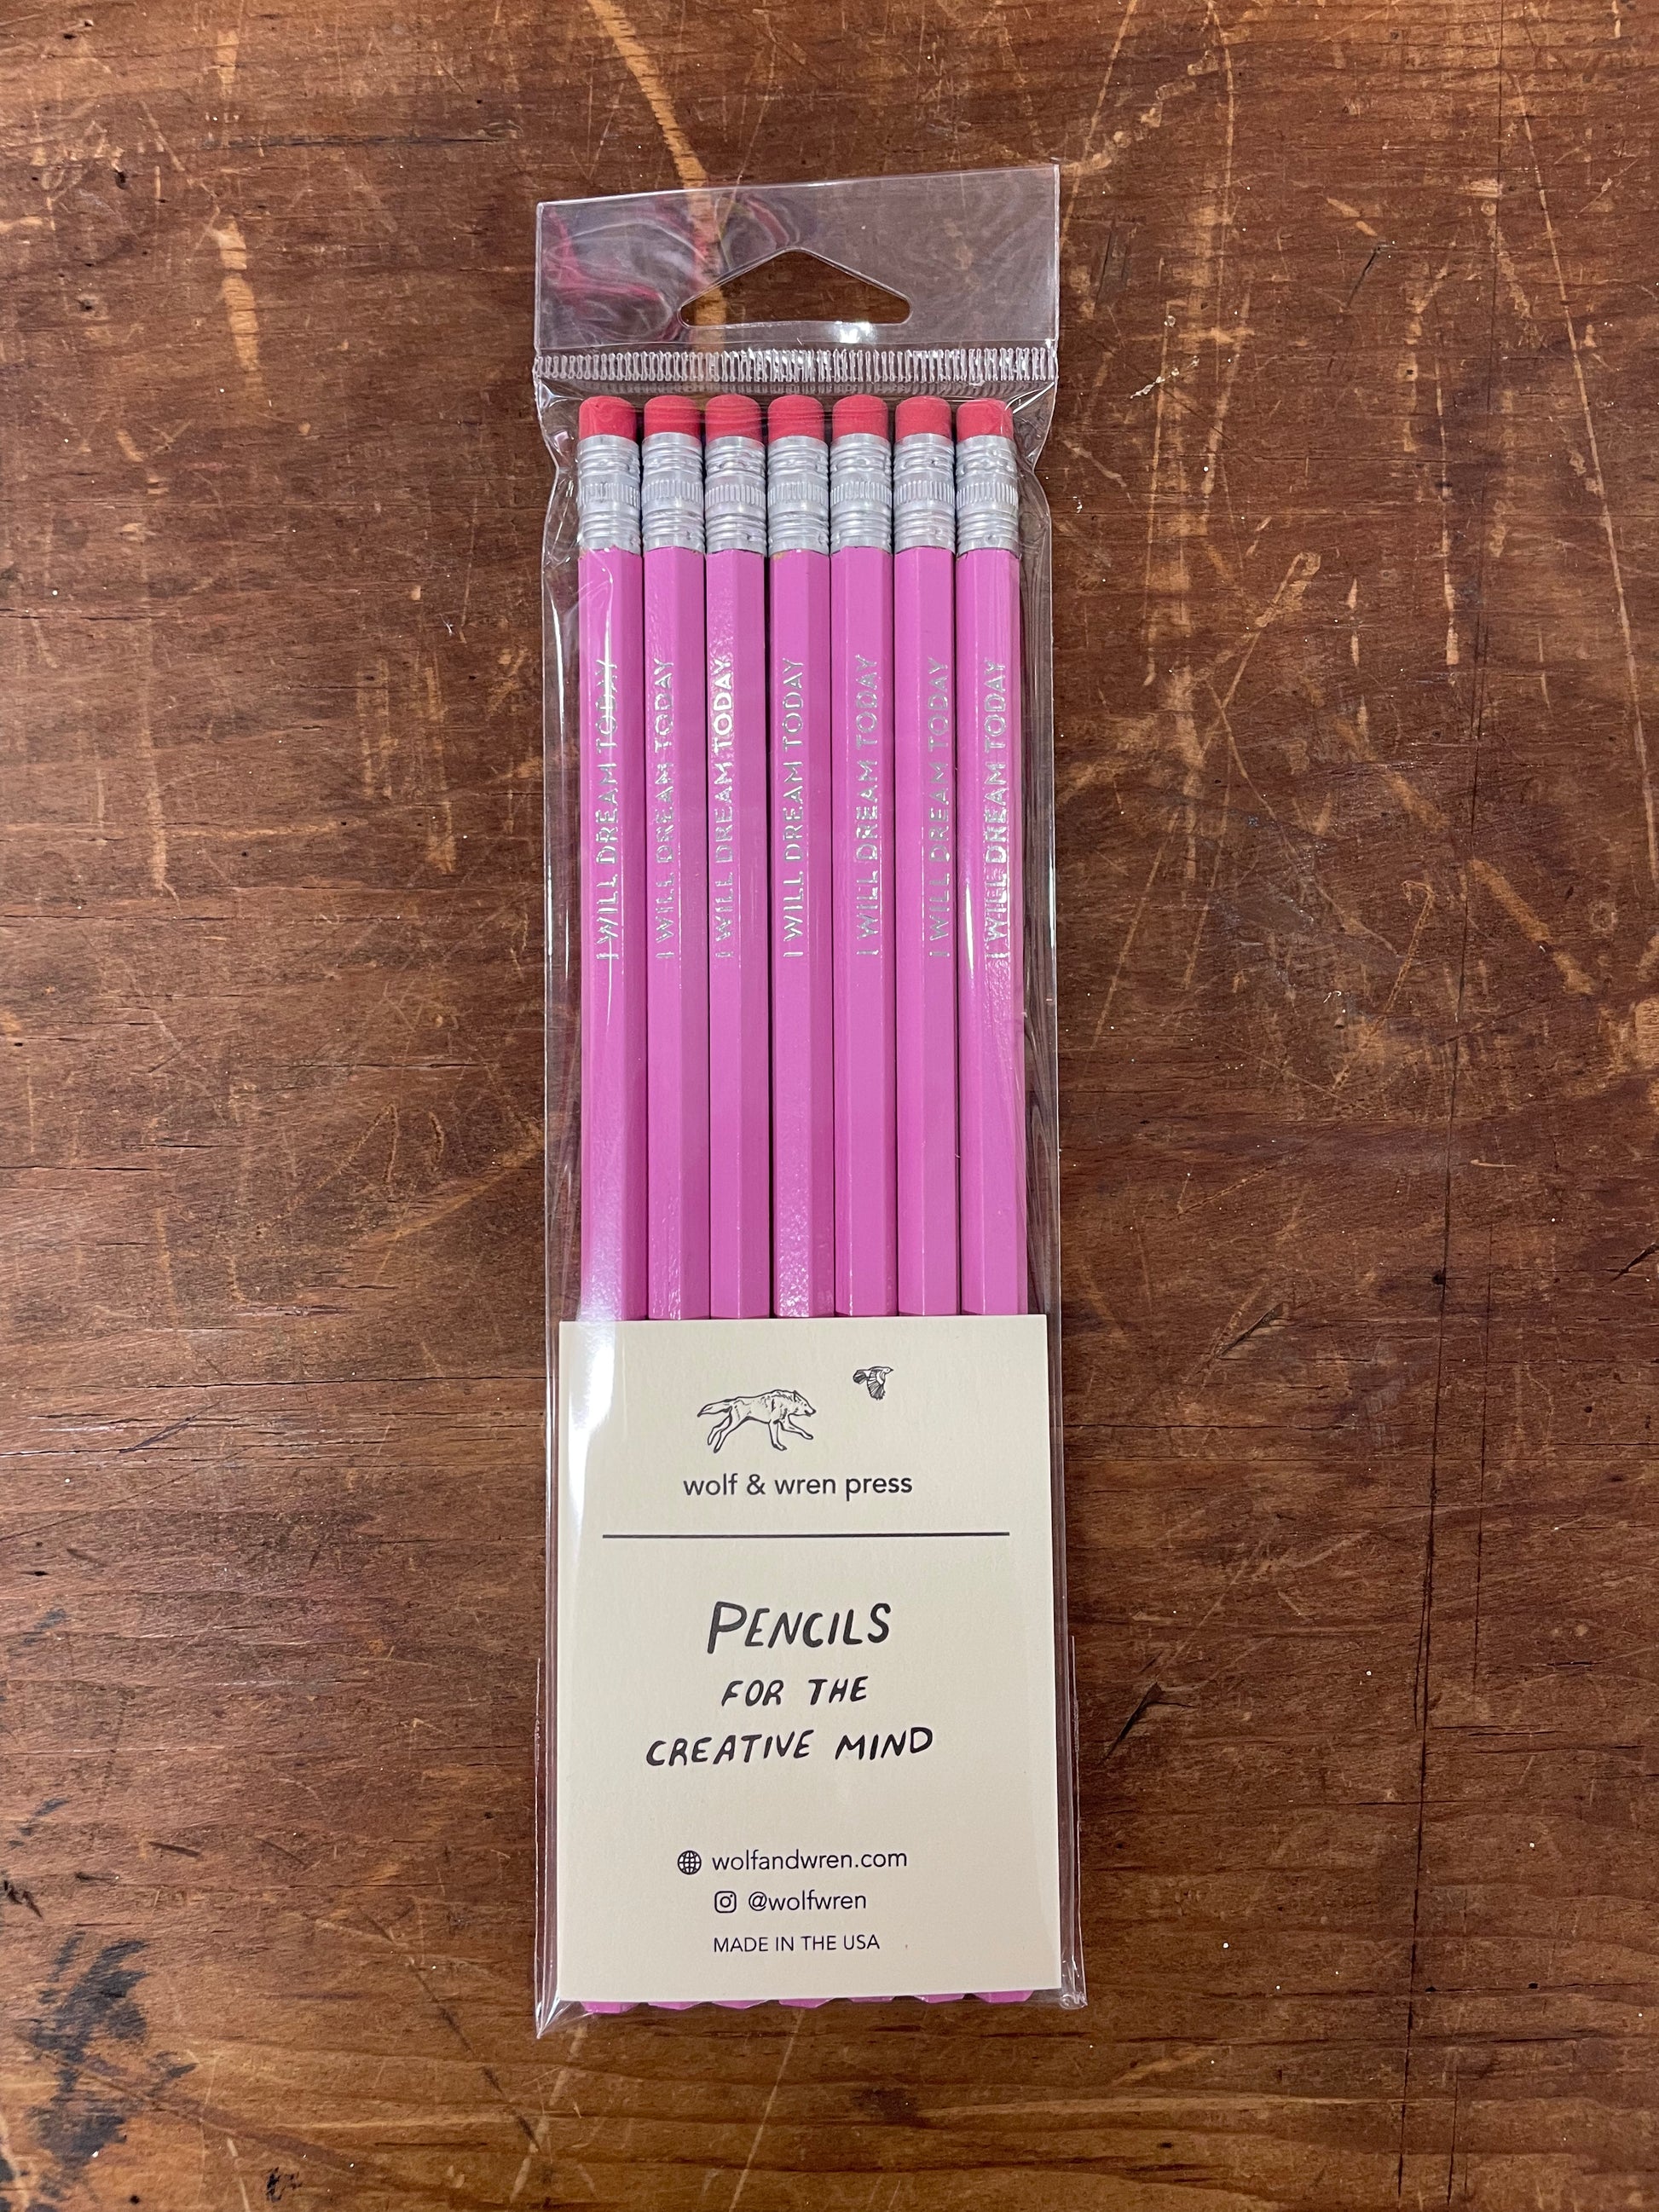 I WILL DREAM TODAY
I WILL DREAM TODAY
I WILL DREAM TODAY
I WILL DREAM TODAY
I WILL DREAM TODAY
I WILL DREAM TODAY
I WILL DREAM TODAY
wolf & wren press
PENCILS
FOR THE
CREATIVE MIND
wolfandwren.com
@wolfwren
MADE IN THE USA